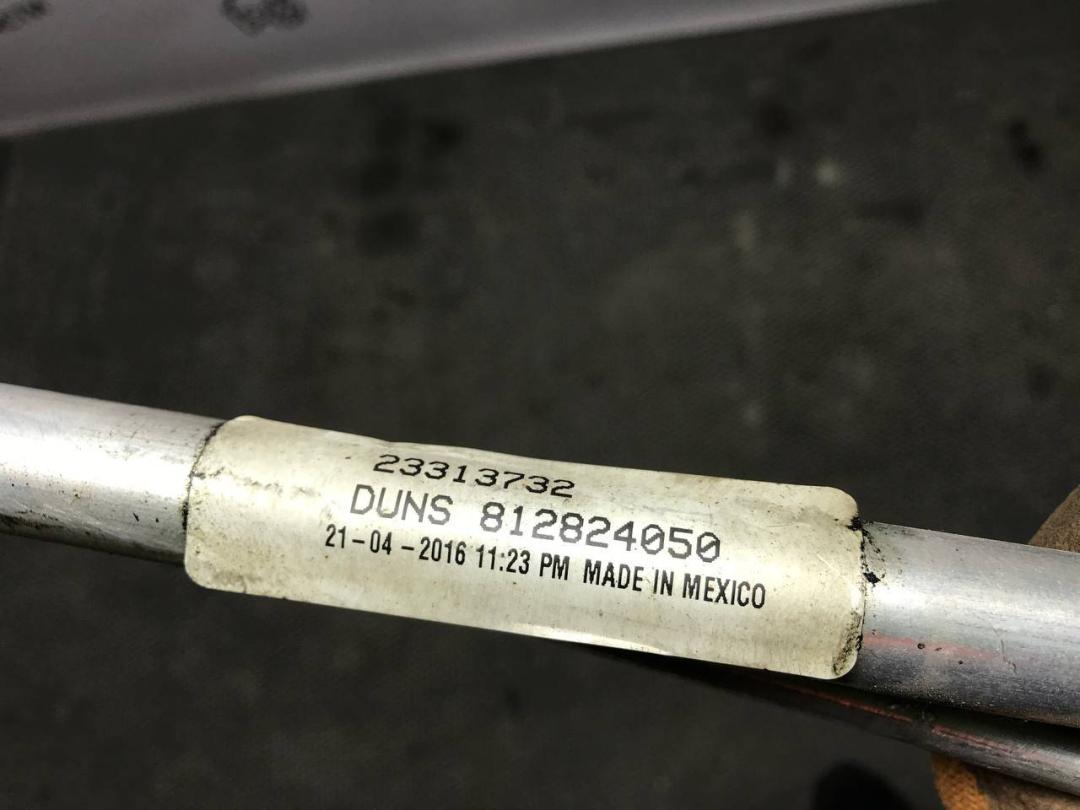 23313732
DUNS 812824050
21-04-2016 11:23 PM MADE IN MEXICO